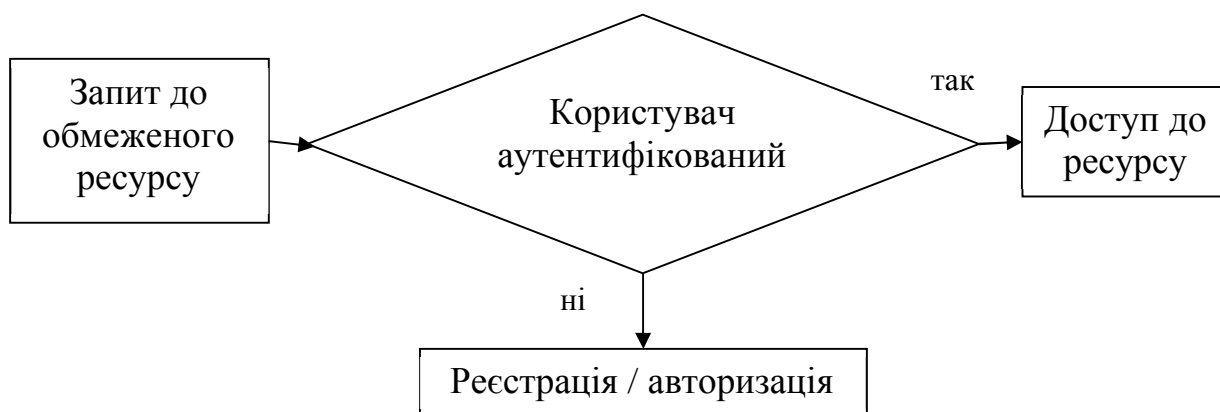 Запит до
обмеженого
ресурсу
Користувач
аутентифікований
так
Доступ до
ресурсу
ні
Реєстрація / авторизація